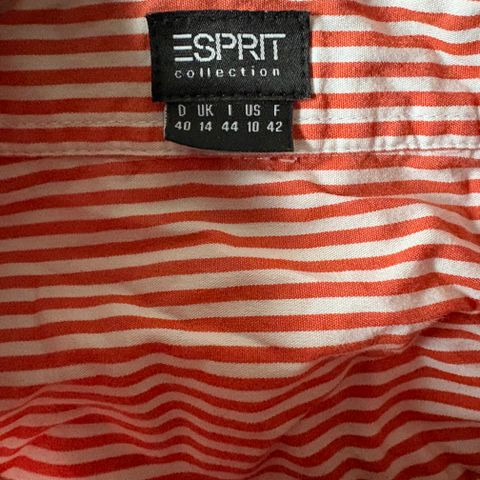 ESPRIT
collection
D UK I US F
40 14 44 10 42